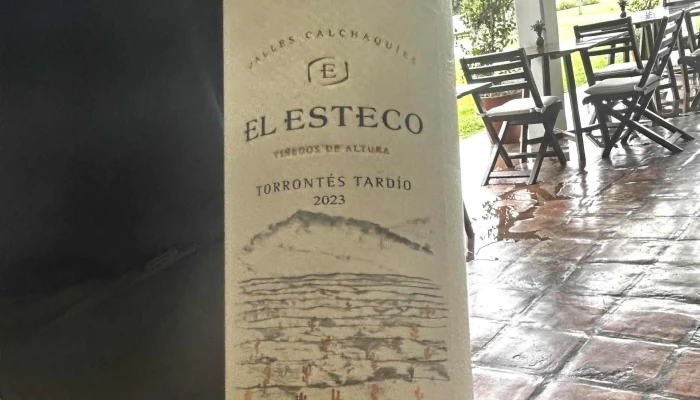 VALLES CALCHAQUÍES
E
EL ESTECO
VIÑEDOS DE ALTURA
TORRONTÉS TARDÍO
2023